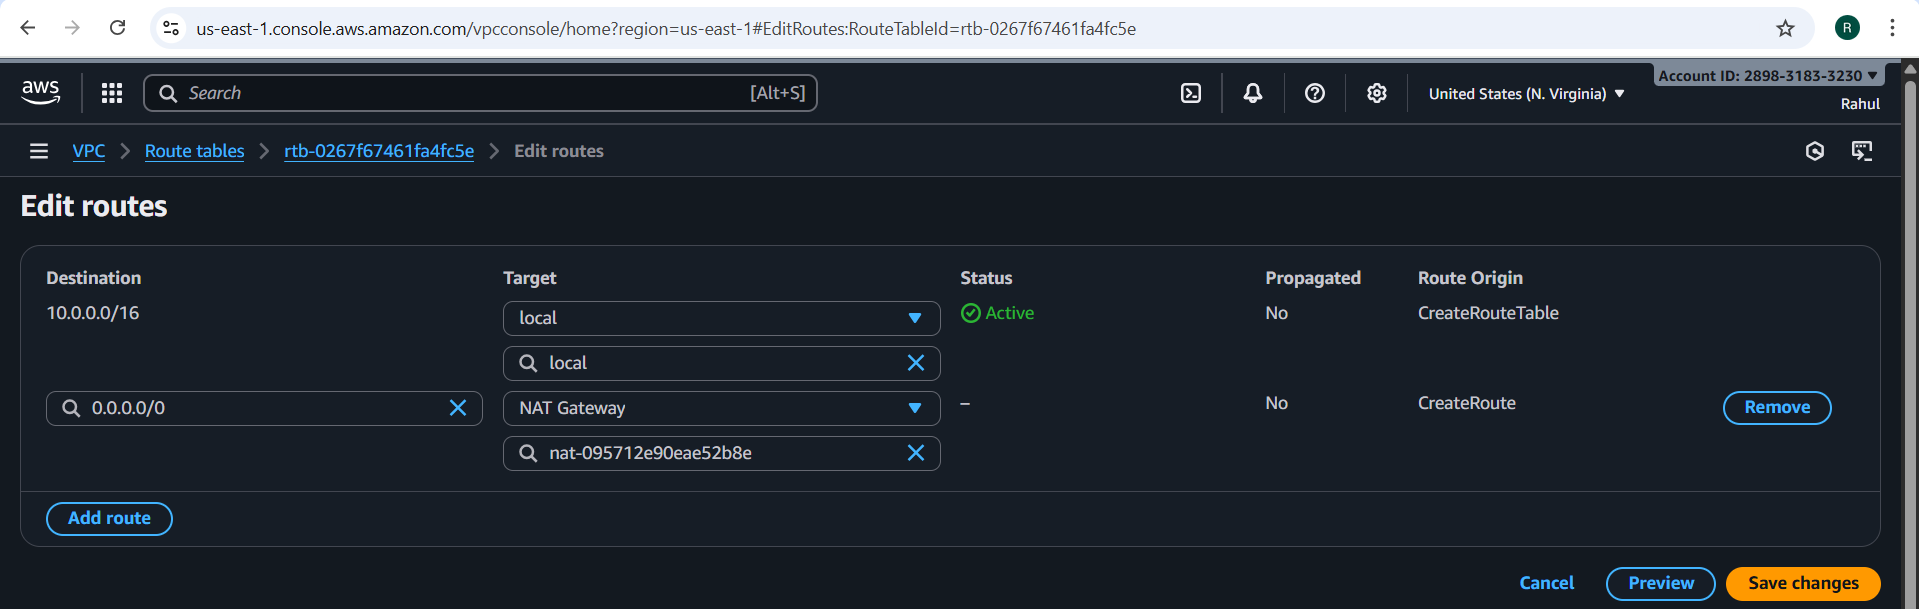 us-east-1.console.aws.amazon.com/vpcconsole/home?region=us-east-1#EditRoutes:RouteTableId=rtb-0267f67461fa4fc5e
R
aws
Search
[Alt+S]
United States (N. Virginia)
Account ID: 2898-3183-3230
Rahul
VPC > Route tables > rtb-0267f67461fa4fc5e > Edit routes
Edit routes
Destination Target Status Propagated Route Origin
10.0.0.0/16 local Active No CreateRouteTable
local
0.0.0.0/0 NAT Gateway – No CreateRoute Remove
nat-095712e90eae52b8e
Add route
Cancel Preview Save changes